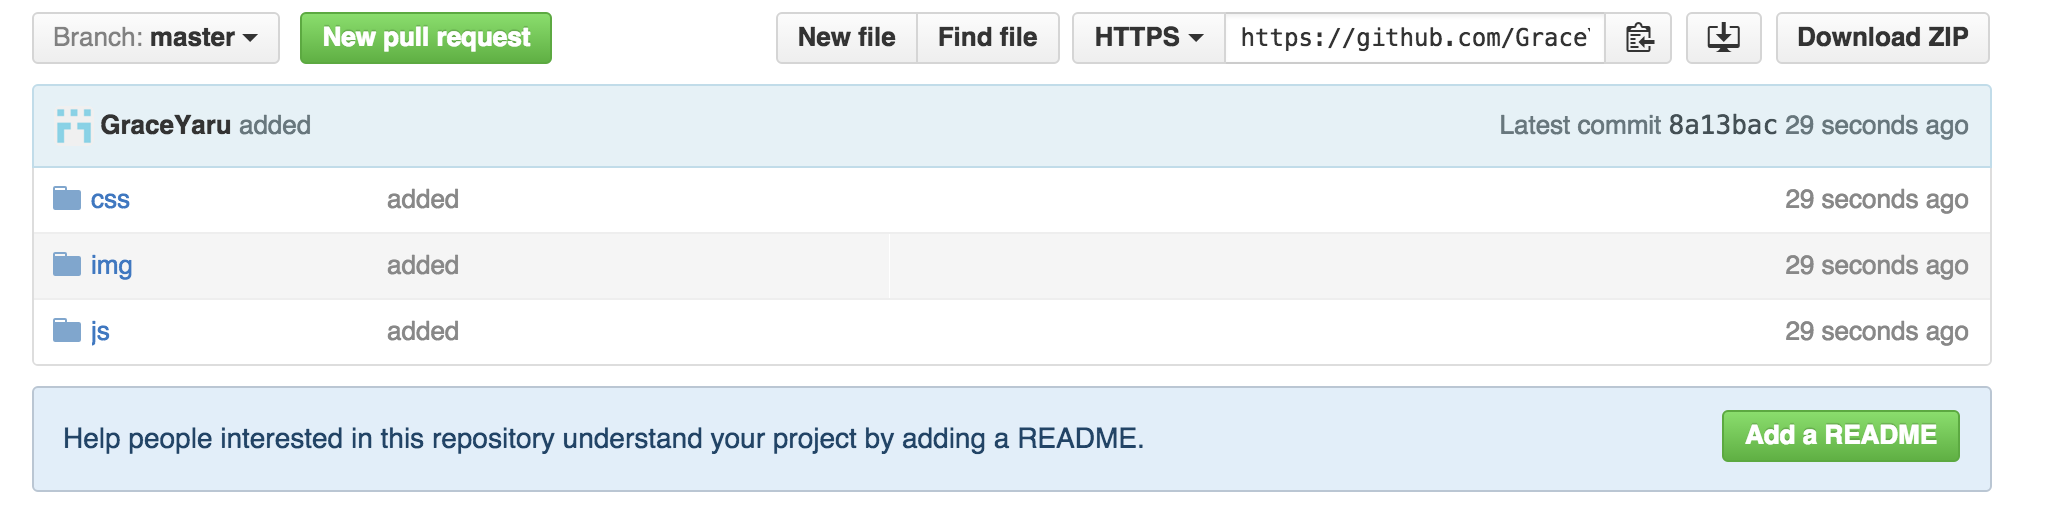 Branch: master New pull request New file Find file HTTPS https://github.com/Grace Download ZIP
GraceYaru added Latest commit 8a13bac 29 seconds ago
css added 29 seconds ago
img added 29 seconds ago
js added 29 seconds ago
Help people interested in this repository understand your project by adding a README. Add a README